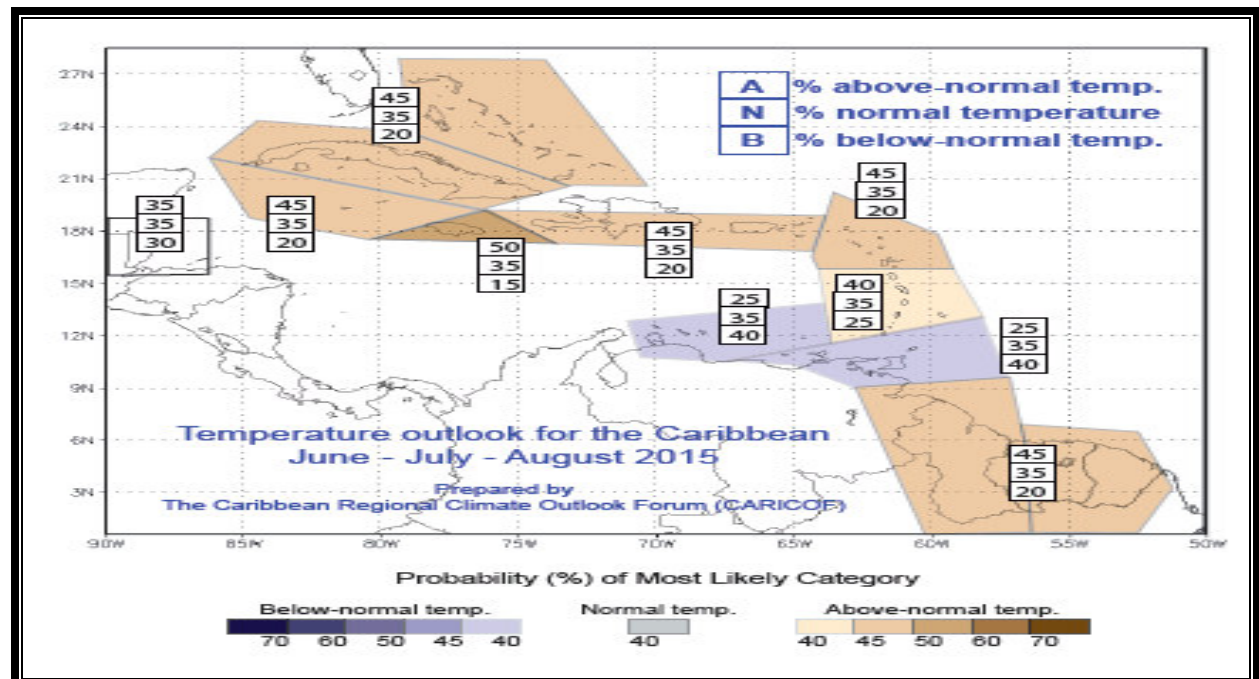 A % above-normal temp.
N % normal temperature
B % below-normal temp.
27N
24N
21N
18N
15N
12N
9N
6N
3N
45
35
20
45
35
20
35
35
30
45
35
20
50
35
15
45
35
20
25
35
40
40
35
25
25
35
40
45
35
20
Temperature outlook for the Caribbean
June - July - August 2015
Prepared by
The Caribbean Regional Climate Outlook Forum (CARICOF)
90W 85W 80W 75W 70W 65W 60W 55W 50W
Probability (%) of Most Likely Category
Below-normal temp. Normal temp. Above-normal temp.
70 60 50 45 40 40 40 45 50 60 70